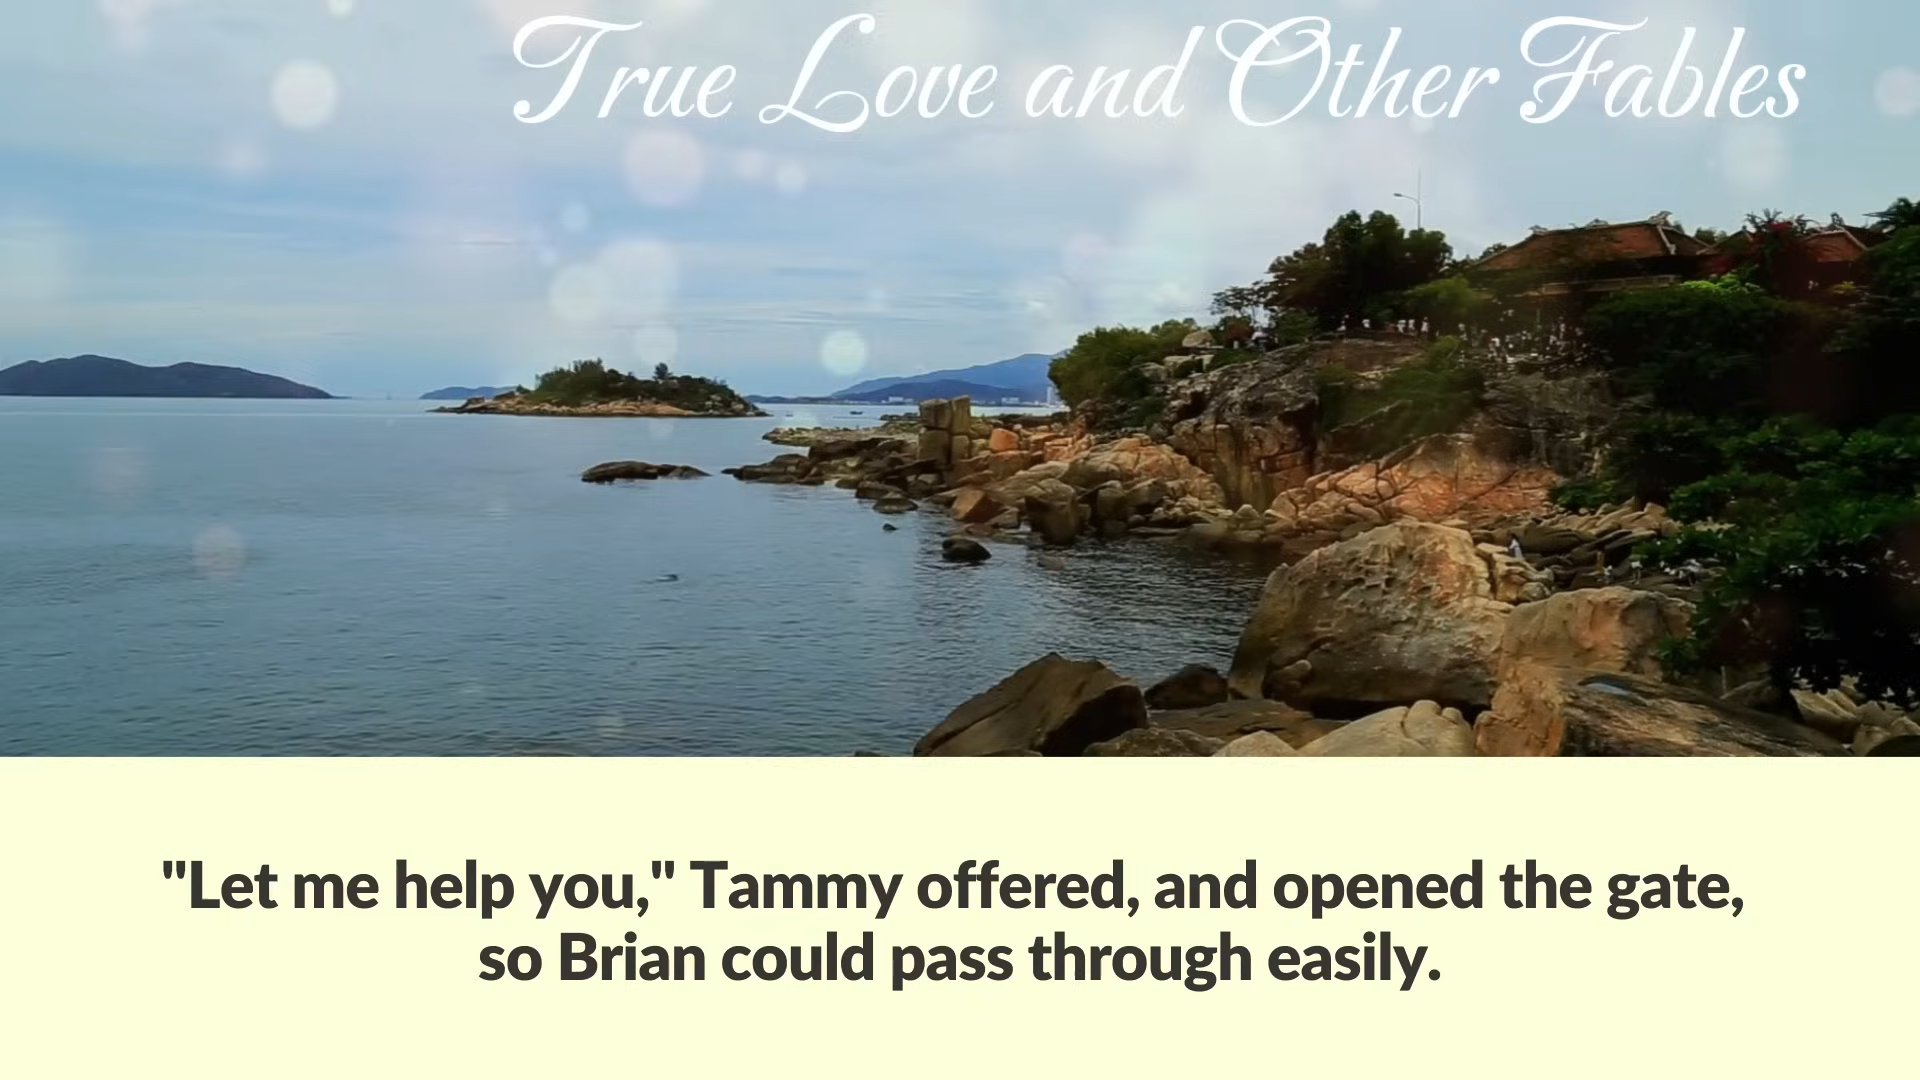 True Love and Other Fables
"Let me help you," Tammy offered, and opened the gate,
so Brian could pass through easily.